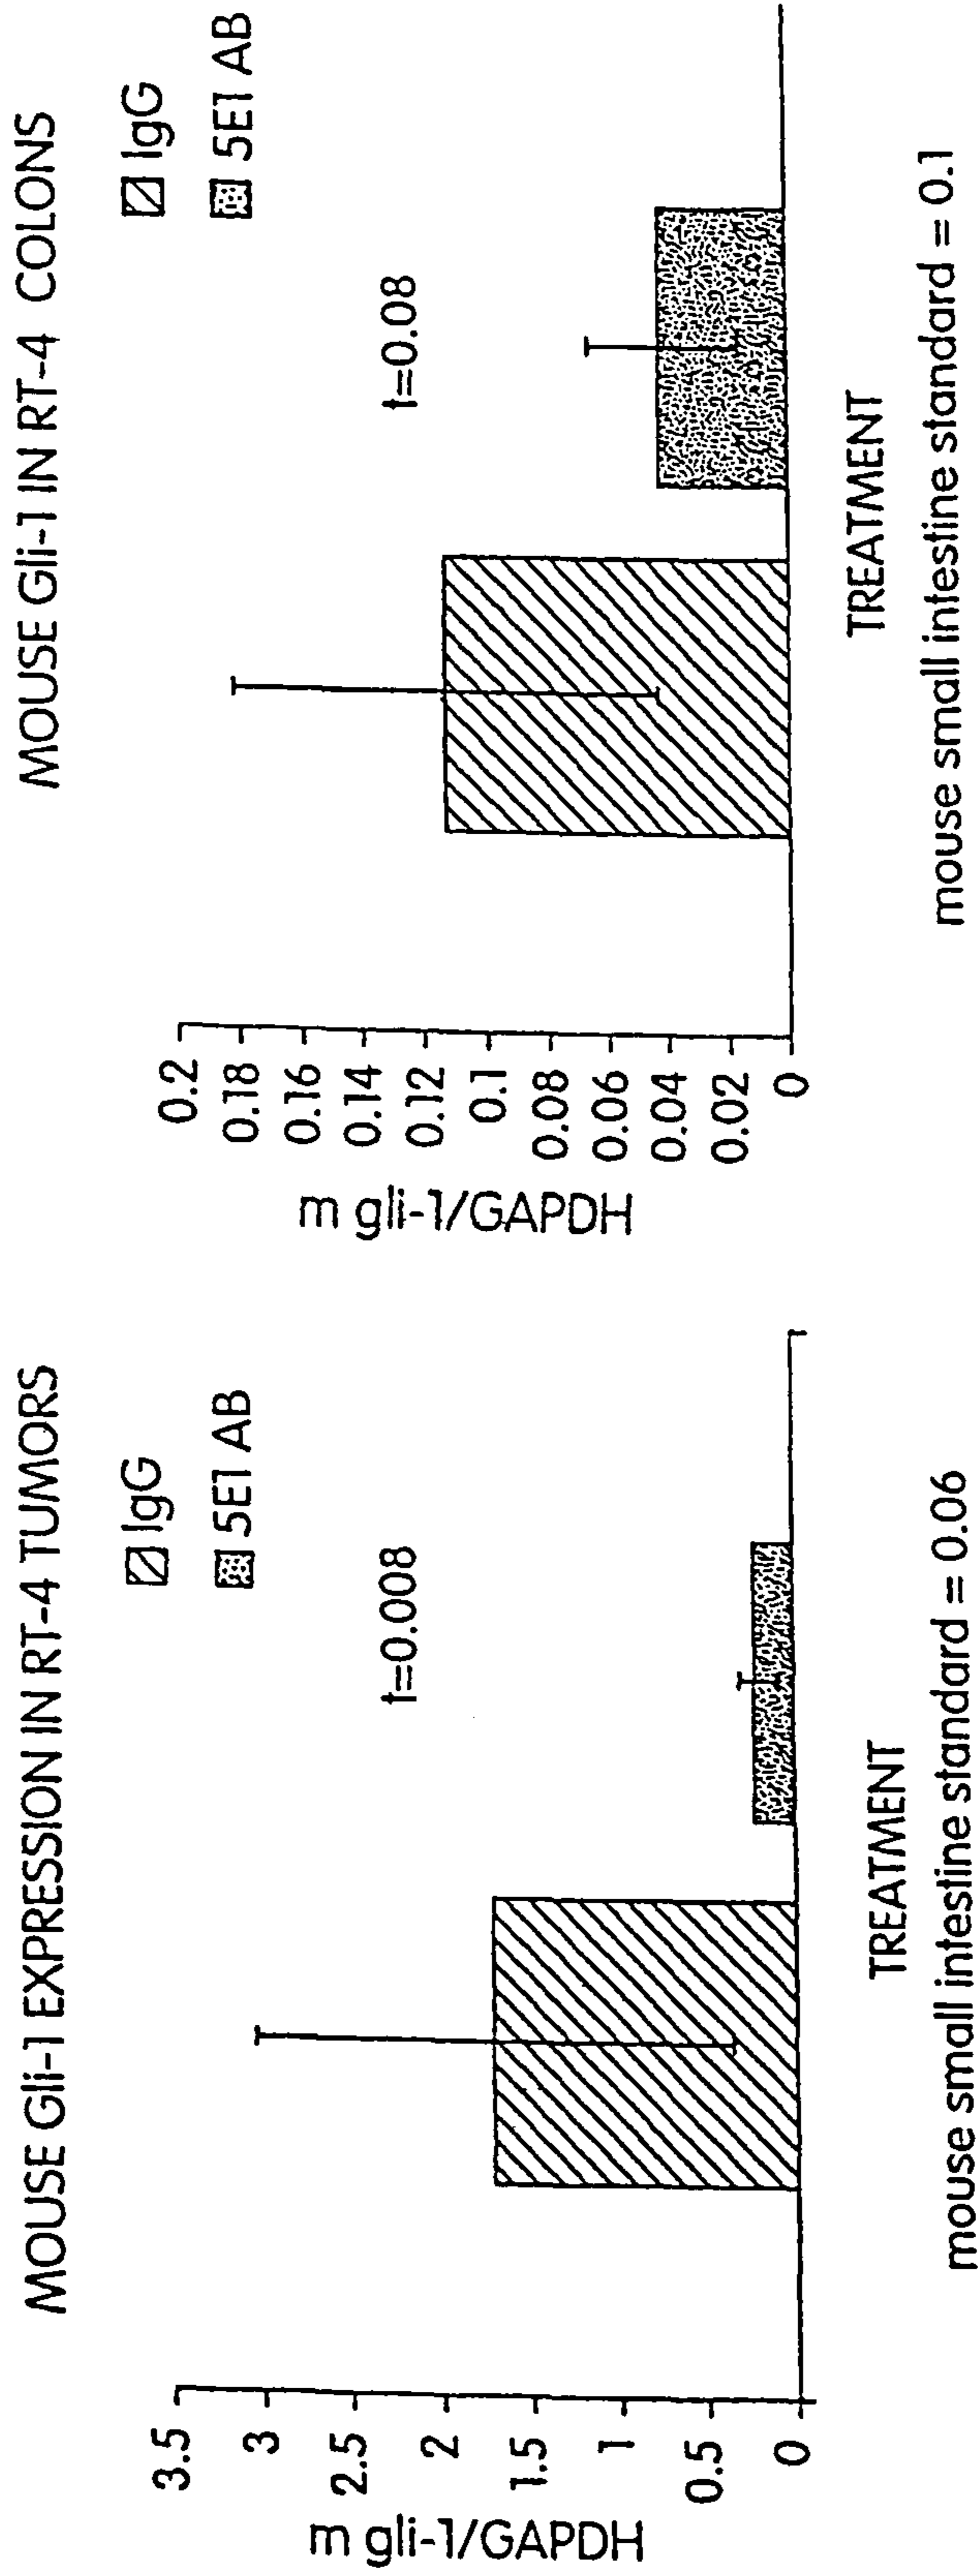 MOUSE Gli-1 EXPRESSION IN RT-4 TUMORS
IgG
5E1 AB
t=0.008
3.5
3
2.5
2
1.5
1
0.5
0
m gli-1/GAPDH
TREATMENT
mouse small intestine standard = 0.06
MOUSE Gli-1 IN RT-4 COLONS
IgG
5E1 AB
t=0.08
0.2
0.18
0.16
0.14
0.12
0.1
0.08
0.06
0.04
0.02
0
m gli-1/GAPDH
TREATMENT
mouse small intestine standard = 0.1